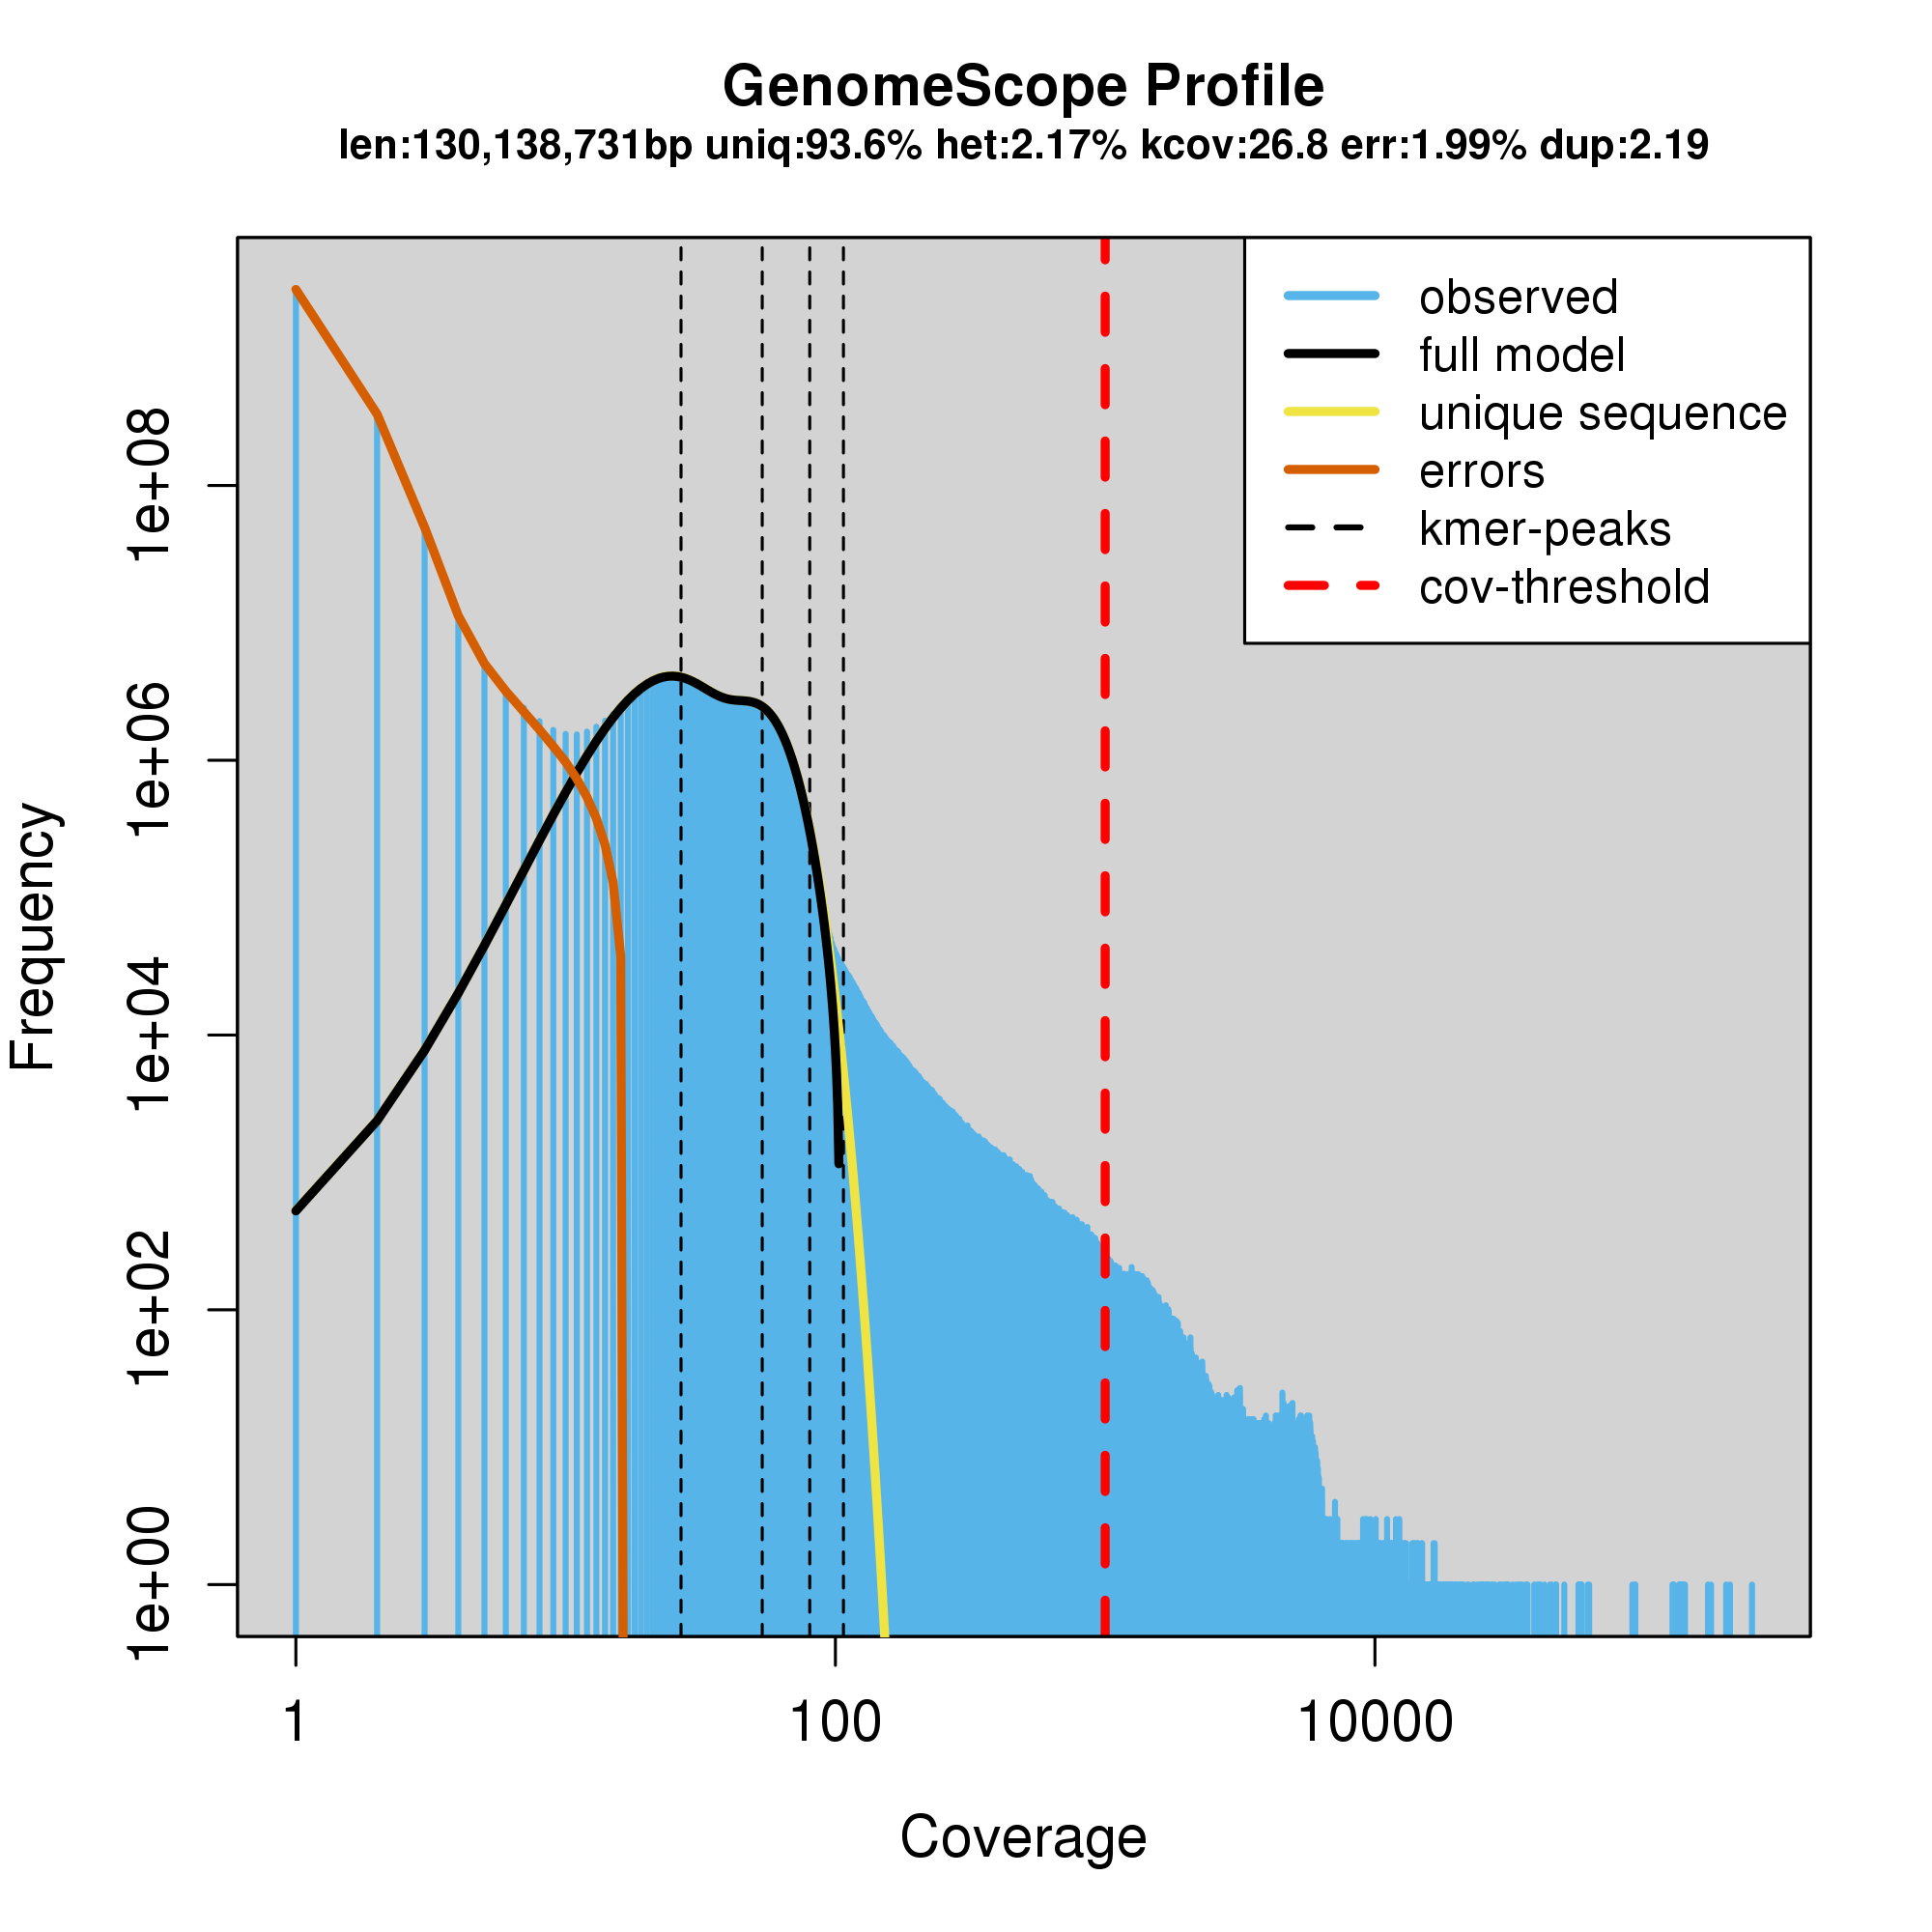 GenomeScope Profile
len:130,138,731bp uniq:93.6% het:2.17% kcov:26.8 err:1.99% dup:2.19
observed
full model
unique sequence
errors
kmer-peaks
cov-threshold
Frequency
1e+08
1e+06
1e+04
1e+02
1e+00
1
100
10000
Coverage